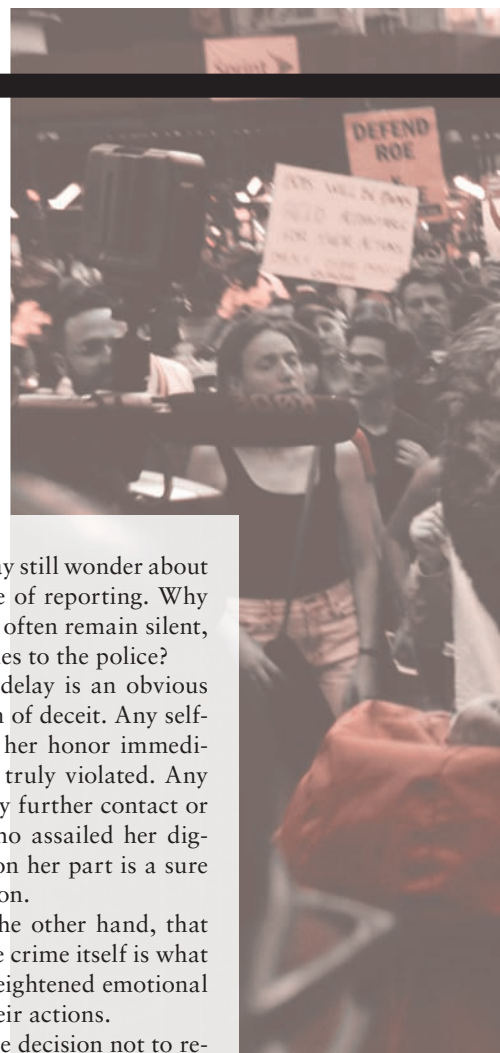 Sprint
DEFEND
ROE
FOR THEIR ACTIONS
y still wonder about
e of reporting. Why
often remain silent,
es to the police?
delay is an obvious
n of deceit. Any self-
her honor immedi-
truly violated. Any
y further contact or
ho assailed her dig-
on her part is a sure
on.
he other hand, that
e crime itself is what
eightened emotional
eir actions.
e decision not to re-